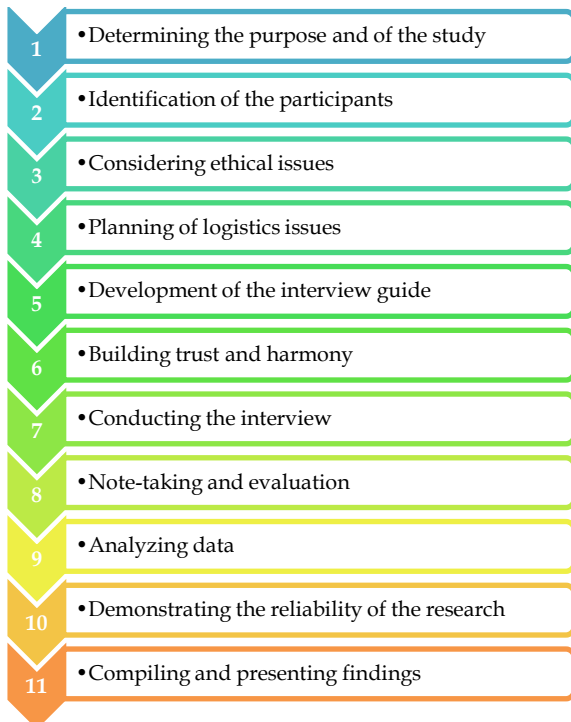 1
•Determining the purpose and of the study
2
•Identification of the participants
3
•Considering ethical issues
4
•Planning of logistics issues
5
•Development of the interview guide
6
•Building trust and harmony
7
•Conducting the interview
8
•Note-taking and evaluation
9
•Analyzing data
10
•Demonstrating the reliability of the research
11
•Compiling and presenting findings